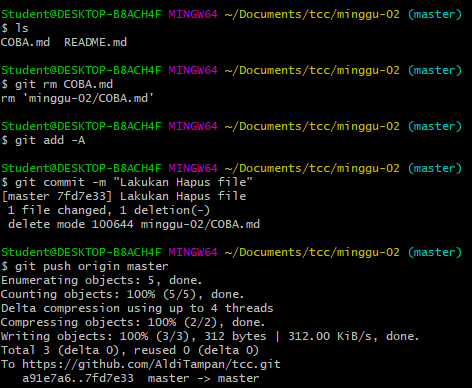 Student@DESKTOP-B8ACH4F MINGW64 ~/Documents/tcc/minggu-02 (master)
$ ls
COBA.md  README.md
Student@DESKTOP-B8ACH4F MINGW64 ~/Documents/tcc/minggu-02 (master)
$ git rm COBA.md
rm 'minggu-02/COBA.md'
Student@DESKTOP-B8ACH4F MINGW64 ~/Documents/tcc/minggu-02 (master)
$ git add -A
Student@DESKTOP-B8ACH4F MINGW64 ~/Documents/tcc/minggu-02 (master)
$ git commit -m "Lakukan Hapus file"
[master 7fd7e33] Lakukan Hapus file
 1 file changed, 1 deletion(-)
 delete mode 100644 minggu-02/COBA.md
Student@DESKTOP-B8ACH4F MINGW64 ~/Documents/tcc/minggu-02 (master)
$ git push origin master
Enumerating objects: 5, done.
Counting objects: 100% (5/5), done.
Delta compression using up to 4 threads
Compressing objects: 100% (2/2), done.
Writing objects: 100% (3/3), 312 bytes | 312.00 KiB/s, done.
Total 3 (delta 0), reused 0 (delta 0)
To https://github.com/AldiTampan/tcc.git
   a91e7a6..7fd7e33  master -> master